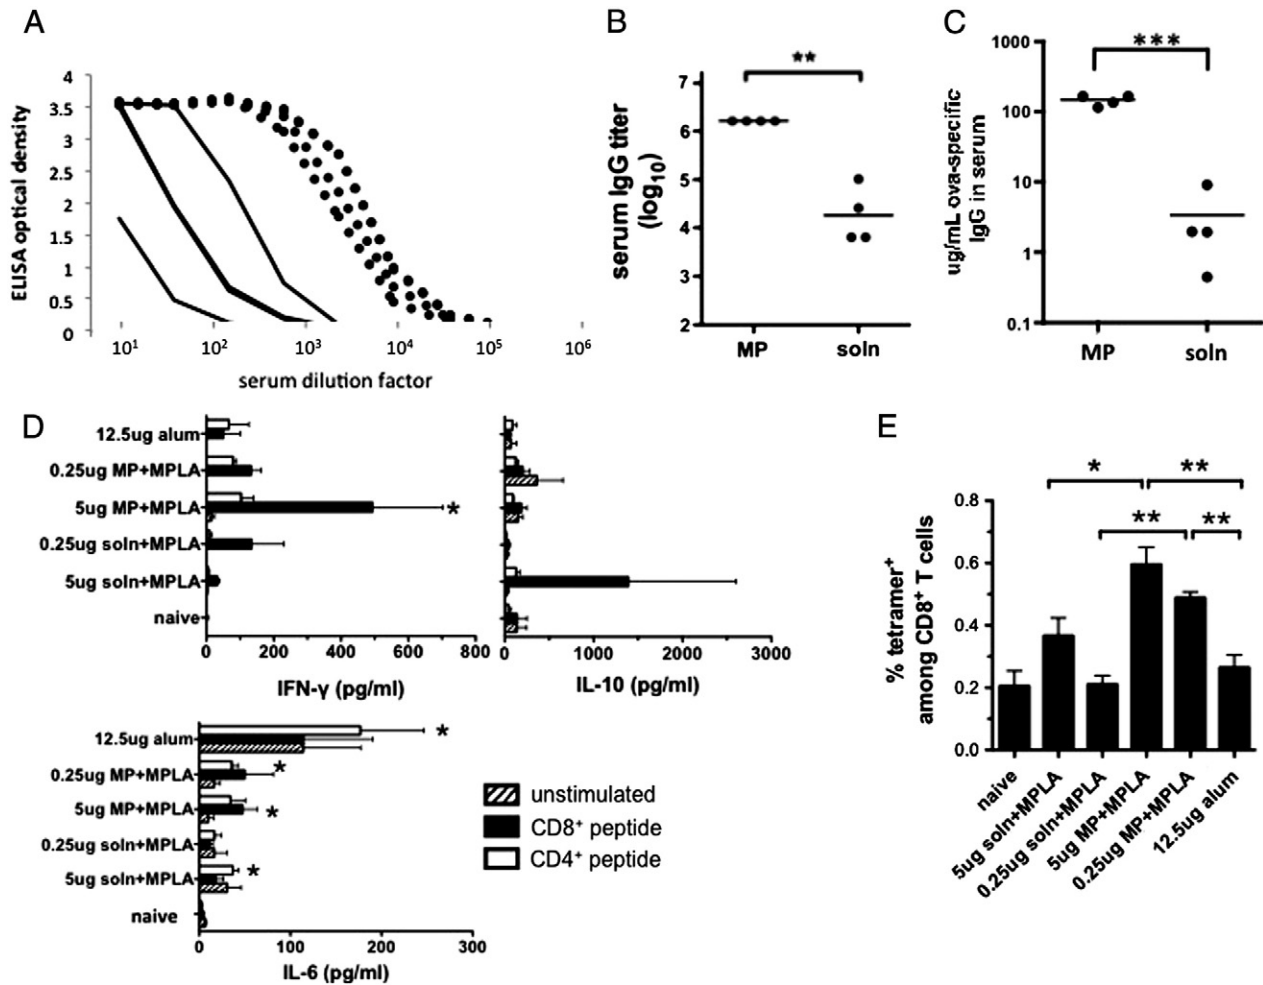 A
ELISA optical density
4
3.5
3
2.5
2
1.5
1
0.5
0
10¹
10²
10³
10⁴
10⁵
10⁶
serum dilution factor
B
**
serum IgG titer
(log₁₀)
7
6
5
4
3
2
MP
soln
C
***
ug/mL ova-specific
IgG in serum
1000
100
10
1
0.1
MP
soln
D
12.5ug alum
0.25ug MP+MPLA
5ug MP+MPLA
*
0.25ug soln+MPLA
5ug soln+MPLA
naive
0
200
400
600
800
IFN-γ (pg/ml)
0
1000
2000
3000
IL-10 (pg/ml)
12.5ug alum
*
0.25ug MP+MPLA
*
5ug MP+MPLA
*
0.25ug soln+MPLA
5ug soln+MPLA
*
naive
0
100
200
300
IL-6 (pg/ml)
unstimulated
CD8⁺ peptide
CD4⁺ peptide
E
*
**
**
**
% tetramer⁺
among CD8⁺ T cells
0.8
0.6
0.4
0.2
0.0
naive
5ug soln+MPLA
0.25ug soln+MPLA
5ug MP+MPLA
0.25ug MP+MPLA
12.5ug alum